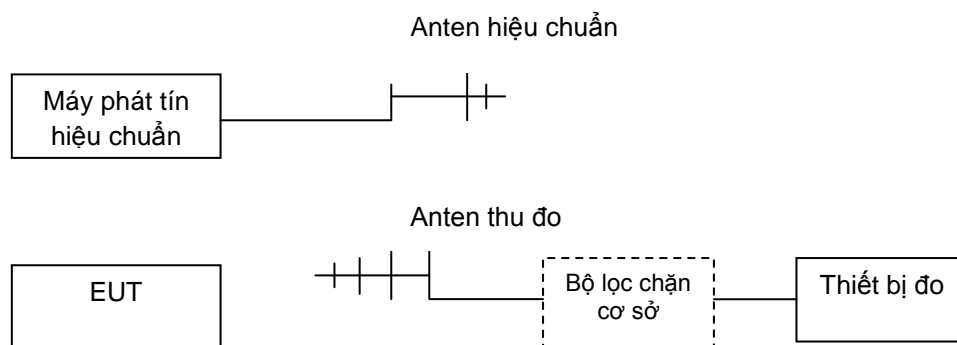 Anten hiệu chuẩn
Máy phát tín
hiệu chuẩn
Anten thu đo
EUT
Bộ lọc chặn
cơ sở
Thiết bị đo